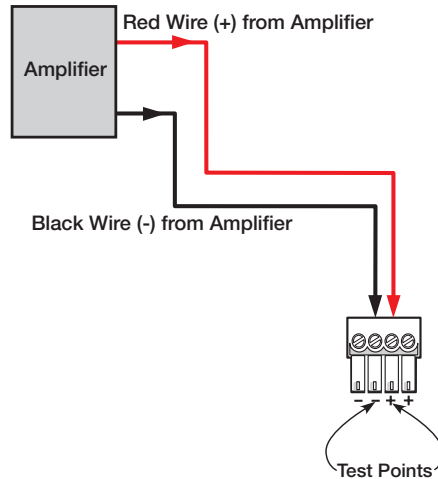 Red Wire (+) from Amplifier
Amplifier
Black Wire (-) from Amplifier
– – + +
Test Points